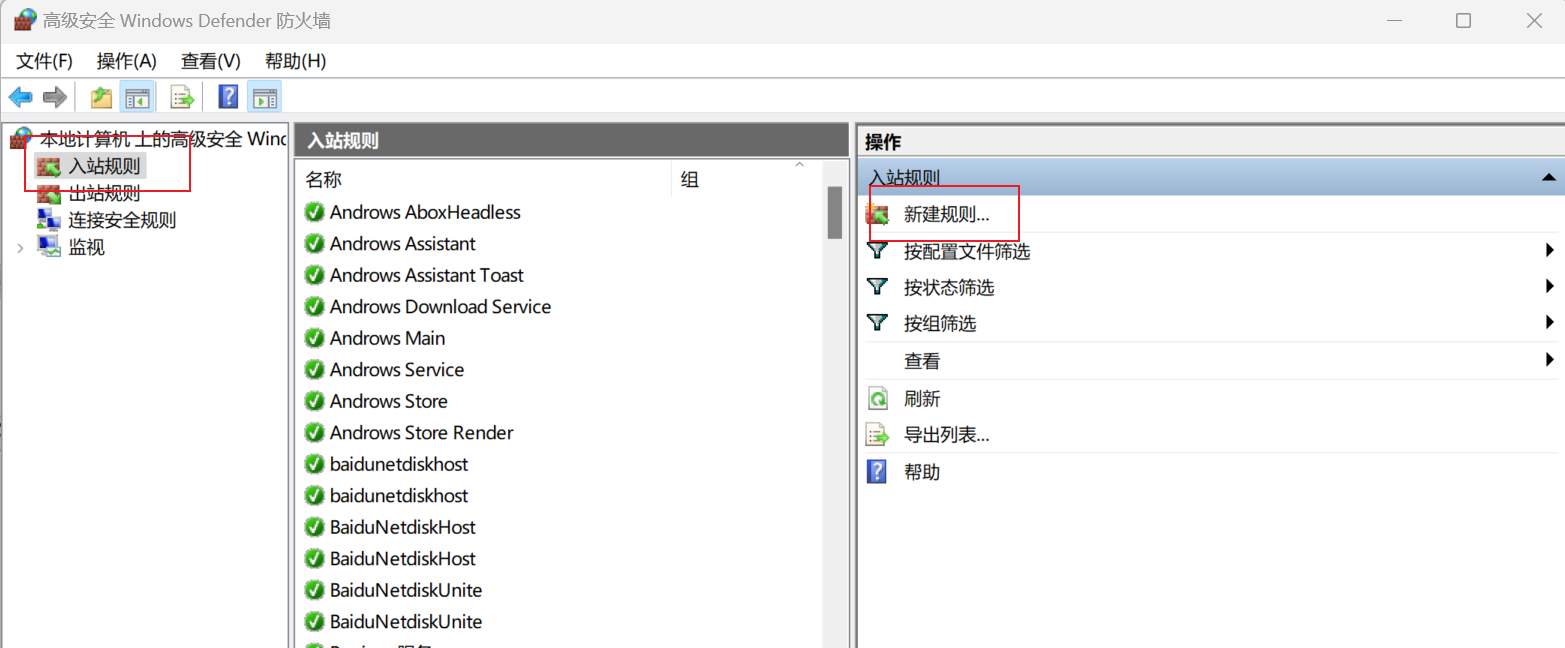 高级安全 Windows Defender 防火墙
文件(F) 操作(A) 查看(V) 帮助(H)
本地计算机 上的高级安全 Wind
入站规则
出站规则
连接安全规则
监视
入站规则
名称 组
Androws AboxHeadless
Androws Assistant
Androws Assistant Toast
Androws Download Service
Androws Main
Androws Service
Androws Store
Androws Store Render
baidunetdiskhost
baidunetdiskhost
BaiduNetdiskHost
BaiduNetdiskHost
BaiduNetdiskUnite
BaiduNetdiskUnite
操作
入站规则
新建规则...
按配置文件筛选
按状态筛选
按组筛选
查看
刷新
导出列表...
帮助